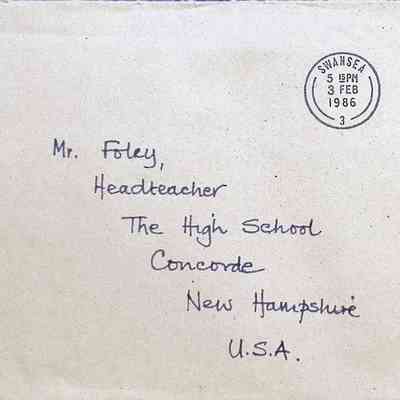 SWANSEA
5 15PM
3 FEB
1986
3
Mr. Foley,
Headteacher
The High School
Concorde
New Hampshire
U.S.A.